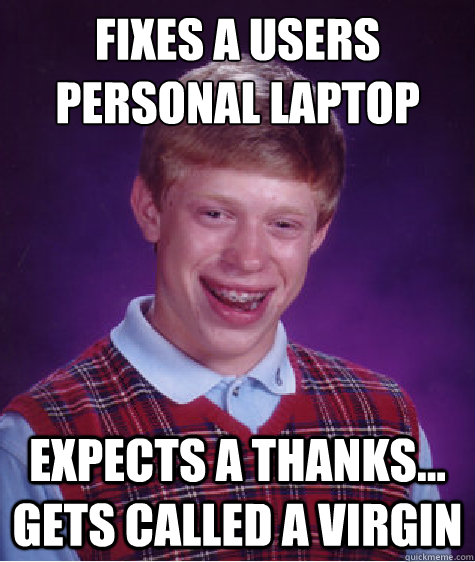 FIXES A USERS
PERSONAL LAPTOP
EXPECTS A THANKS...
GETS CALLED A VIRGIN
quickmeme.com